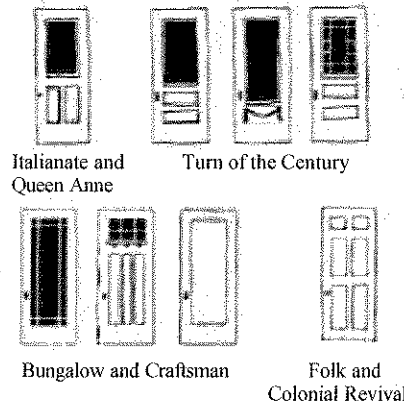 Italianate and
Queen Anne
Turn of the Century
Bungalow and Craftsman
Folk and
Colonial Revival